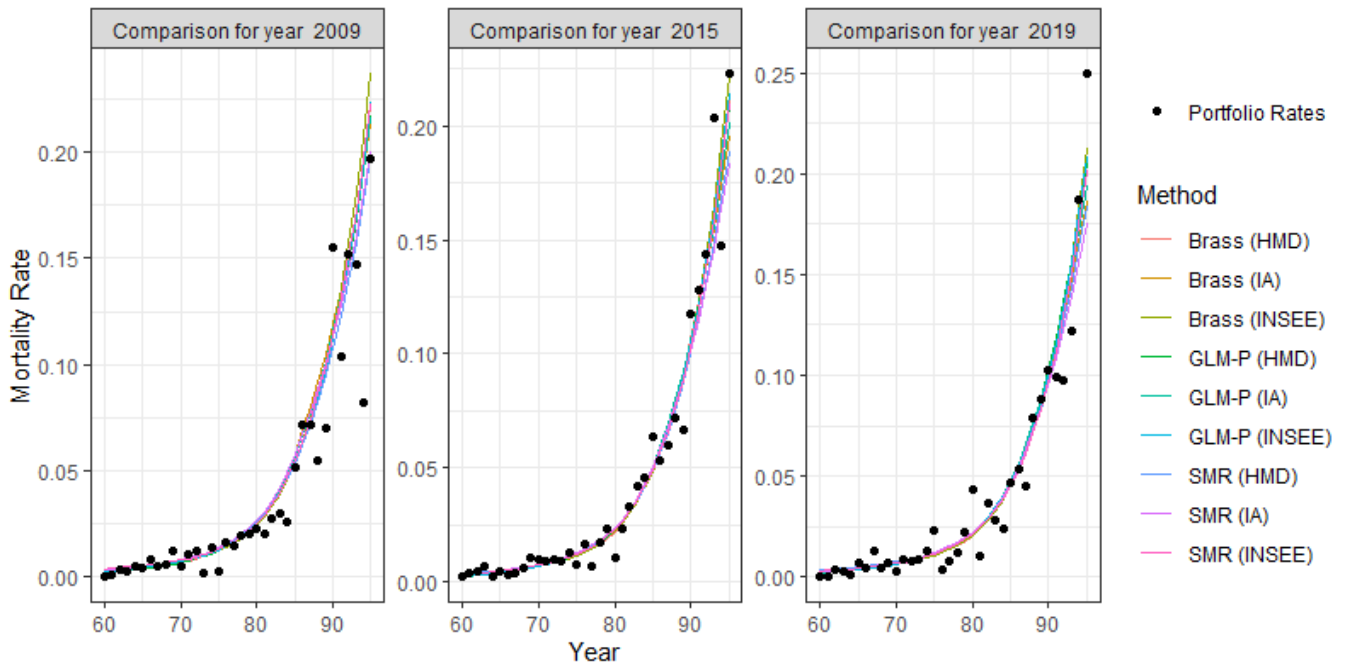 Comparison for year 2009
Comparison for year 2015
Comparison for year 2019
Mortality Rate
0.20
0.15
0.10
0.05
0.00
60 70 80 90
0.20
0.15
0.10
0.05
0.00
60 70 80 90
0.25
0.20
0.15
0.10
0.05
0.00
60 70 80 90
Year
Portfolio Rates
Method
Brass (HMD)
Brass (IA)
Brass (INSEE)
GLM-P (HMD)
GLM-P (IA)
GLM-P (INSEE)
SMR (HMD)
SMR (IA)
SMR (INSEE)